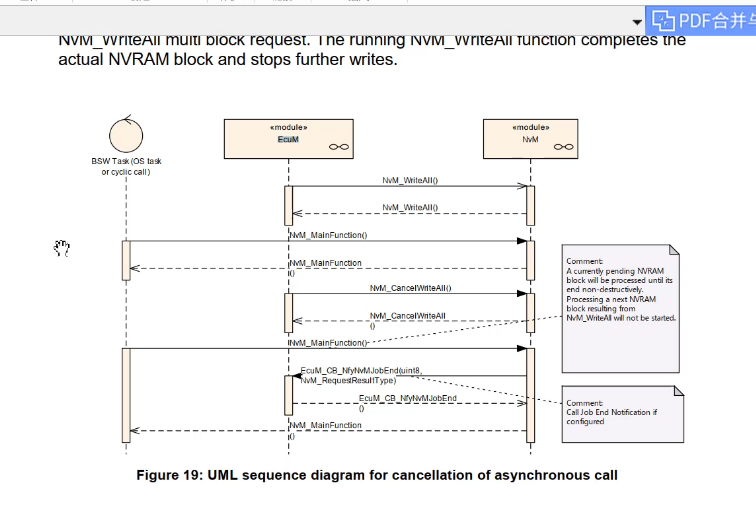 PDF合并与
NvM_WriteAll multi block request. The running NvM_WriteAll function completes the
actual NVRAM block and stops further writes.
«module»
EcuM
«module»
NvM
BSW Task (OS task
or cyclic call)
NvM_WriteAll()
NvM_WriteAll()
NvM_MainFunction()
NvM_MainFunction
()
NvM_CancelWriteAll()
NvM_CancelWriteAll
()
NvM_MainFunction()
EcuM_CB_NfyNvMJobEnd(uint8,
NvM_RequestResultType)
EcuM_CB_NfyNvMJobEnd
()
NvM_MainFunction
()
Comment:
A currently pending NVRAM
block will be processed until its
end non-destructively.
Processing a next NVRAM
block resulting from
NvM_WriteAll will not be started.
Comment:
Call Job End Notification if
configured
Figure 19: UML sequence diagram for cancellation of asynchronous call